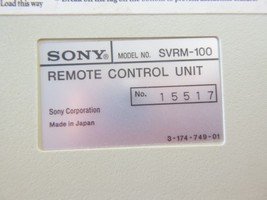 Load this way
SONY® MODEL NO. SVRM-100
REMOTE CONTROL UNIT
No. 15517
Sony Corporation
Made in Japan
3-174-749-01